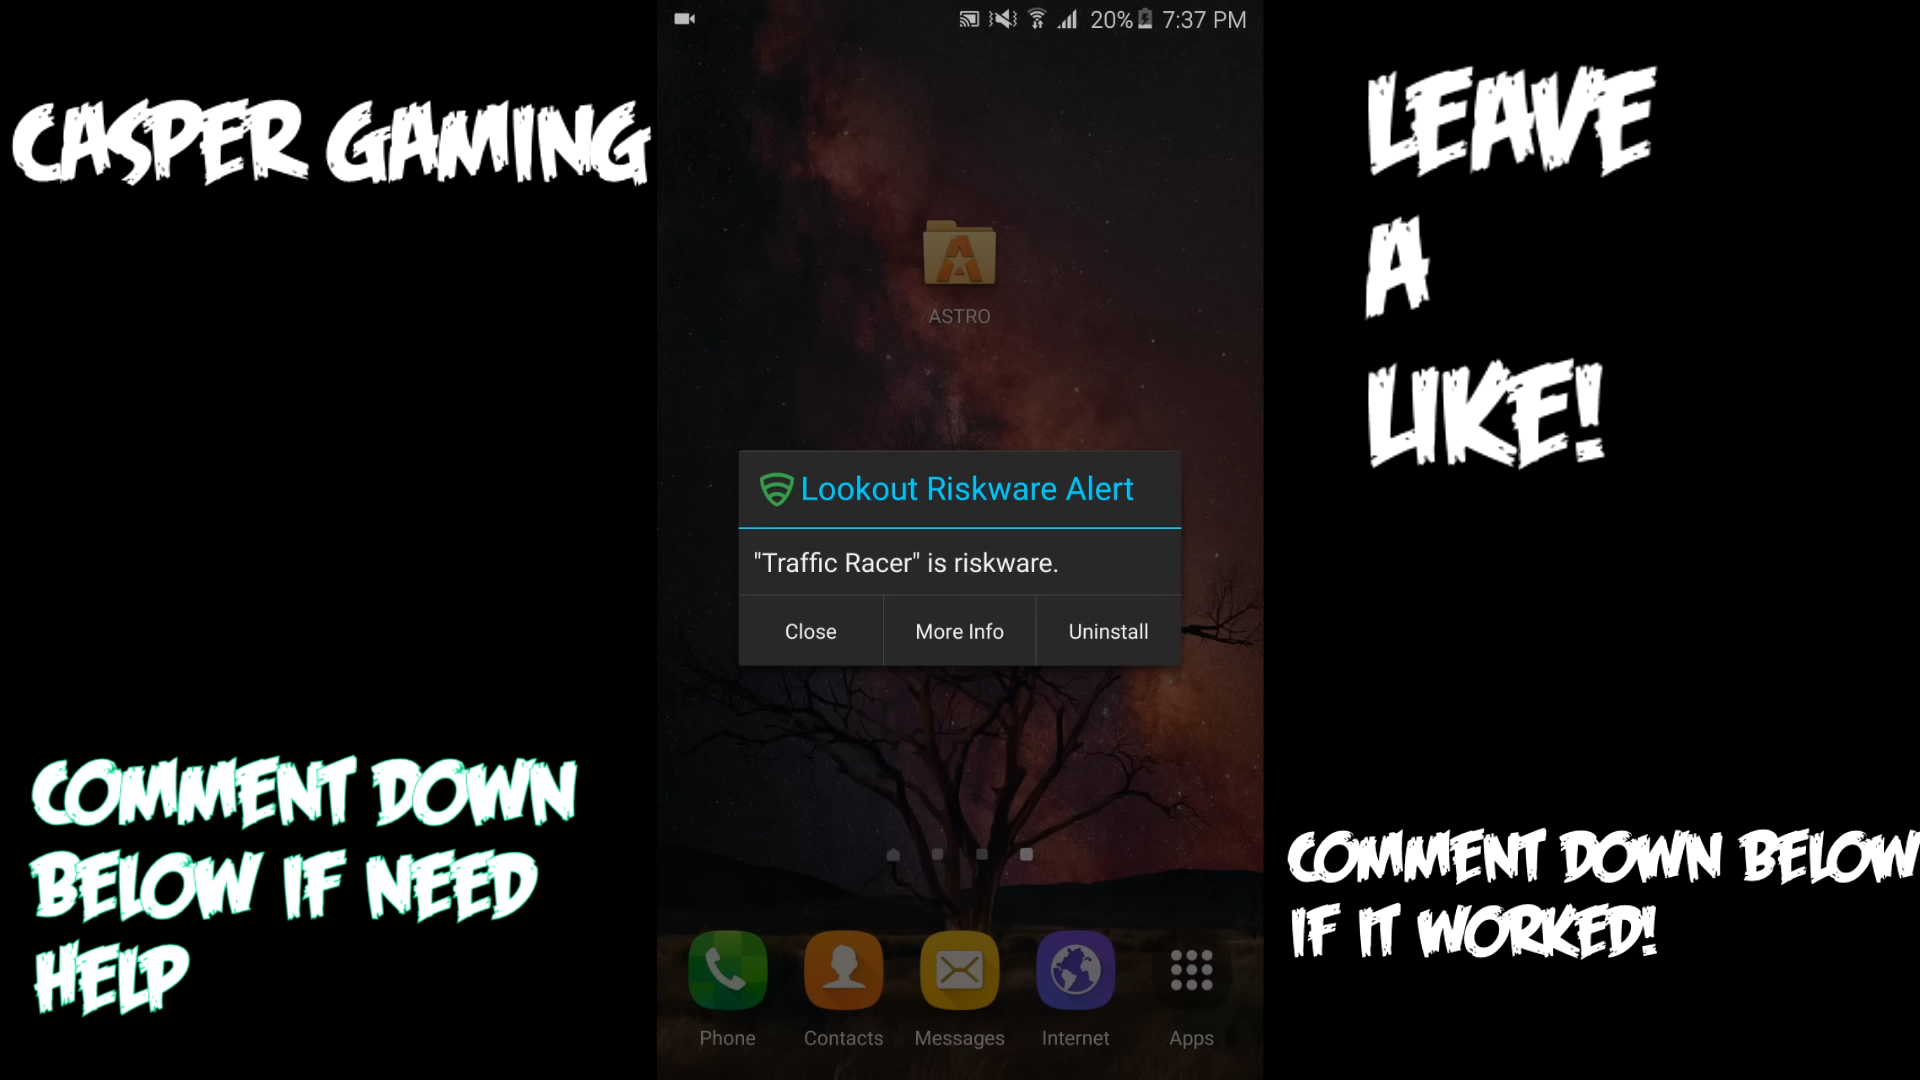 CASPER GAMING
COMMENT DOWN
BELOW IF NEED
HELP
20% 7:37 PM
ASTRO
Lookout Riskware Alert
"Traffic Racer" is riskware.
Close More Info Uninstall
Phone Contacts Messages Internet Apps
LEAVE
A
LIKE!
COMMENT DOWN BELOW
IF IT WORKED!